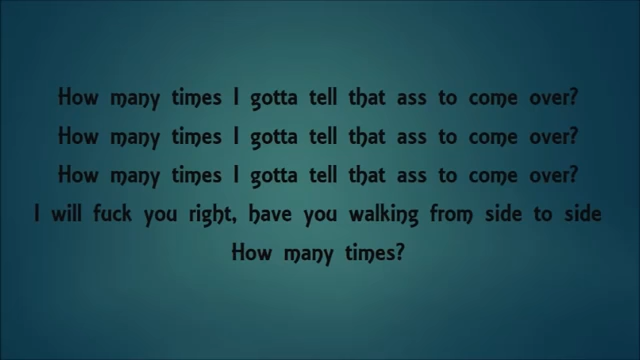 How many times I gotta tell that ass to come over?
How many times I gotta tell that ass to come over?
How many times I gotta tell that ass to come over?
I will fuck you right, have you walking from side to side
How many times?